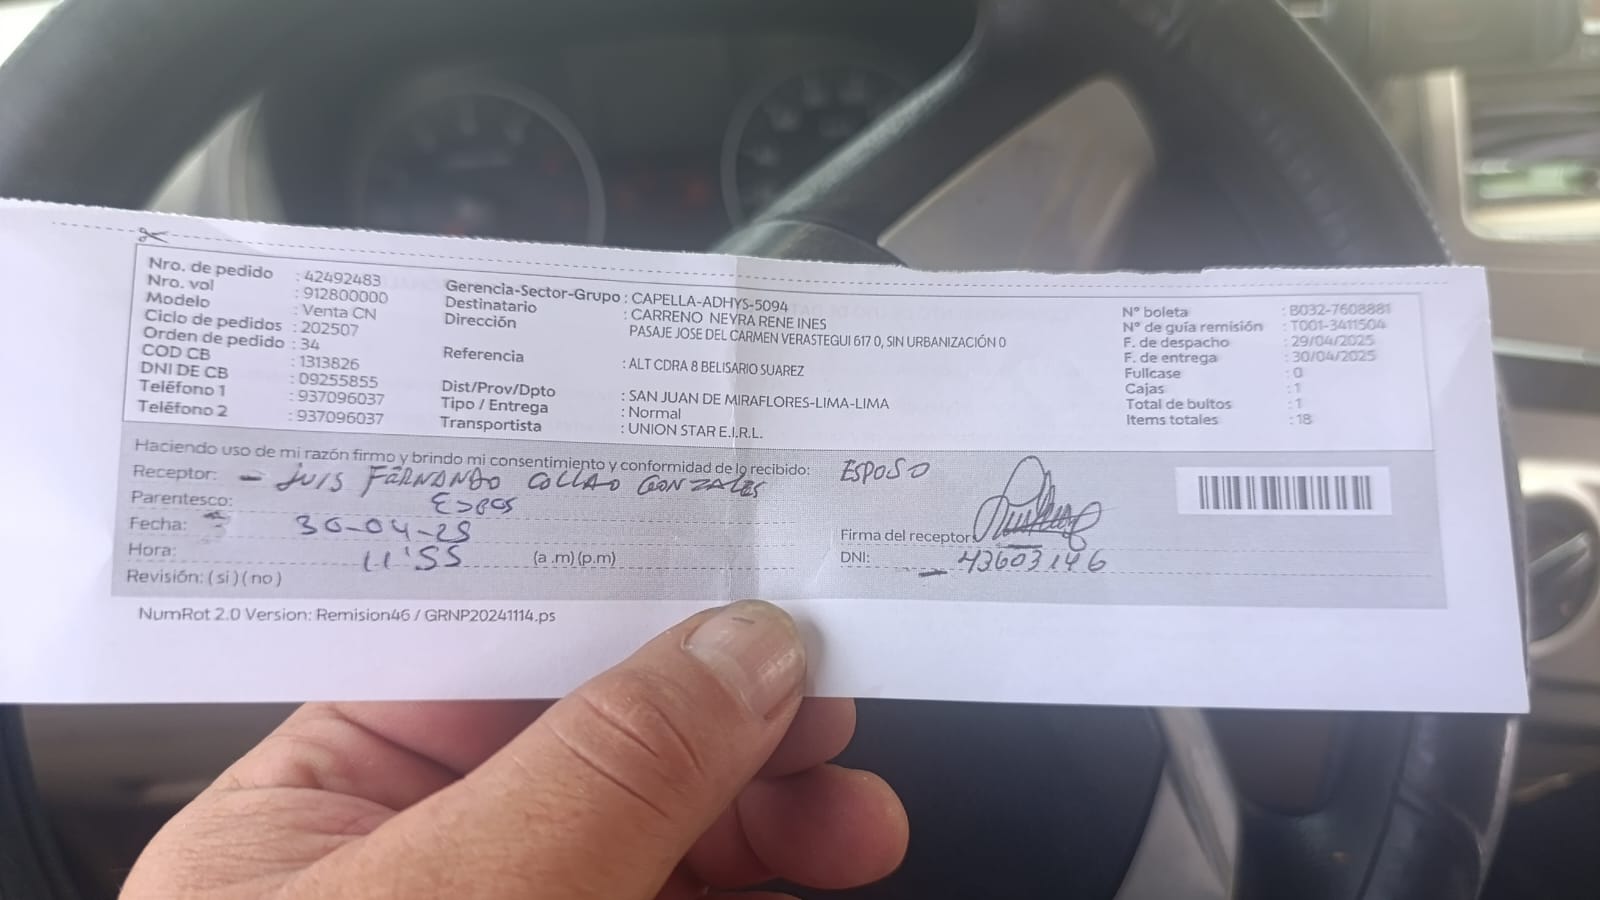 Nro. de pedido : 42492483
Nro. vol : 912800000
Modelo : Venta CN
Ciclo de pedidos : 202507
Orden de pedido : 34
COD CB : 1313826
DNI DE CB : 09255855
Teléfono 1 : 937096037
Teléfono 2 : 937096037
Gerencia-Sector-Grupo : CAPELLA-ADHYS-5094
Destinatario : CARRENO NEYRA RENE INES
Dirección PASAJE JOSE DEL CARMEN VERASTEGUI 617 0, SIN URBANIZACIÓN 0
Referencia : ALT CDRA 8 BELISARIO SUAREZ
Dist/Prov/Dpto : SAN JUAN DE MIRAFLORES-LIMA-LIMA
Tipo / Entrega : Normal
Transportista : UNION STAR E.I.R.L.
N° boleta : B032-7608881
N° de guía remisión : T001-3411504
F. de despacho : 29/04/2025
F. de entrega : 30/04/2025
Fullcase : 0
Cajas : 1
Total de bultos : 1
Items totales : 18
Haciendo uso de mi razón firmo y brindo mi consentimiento y conformidad de lo recibido: ESPOSO
Receptor: - LUIS FERNANDO COLLAO GONZALES
Parentesco: Espos
Fecha: 30-04-25
Hora: 11'55 (a.m) (p.m)
Revisión: ( si ) ( no )
Firma del receptor:
DNI: - 43603146
NumRot 2.0 Version: Remision46 / GRNP20241114.ps